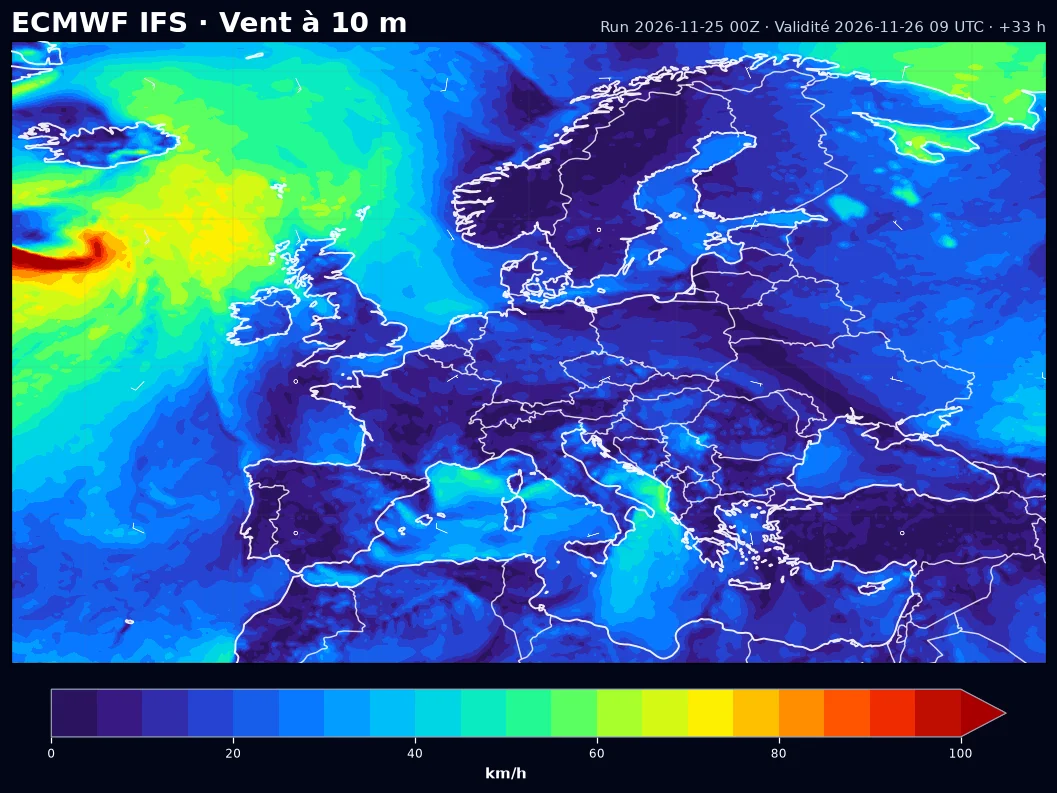 ECMWF IFS · Vent à 10 m
Run 2026-11-25 00Z · Validité 2026-11-26 09 UTC · +33 h
0 20 40 60 80 100
km/h